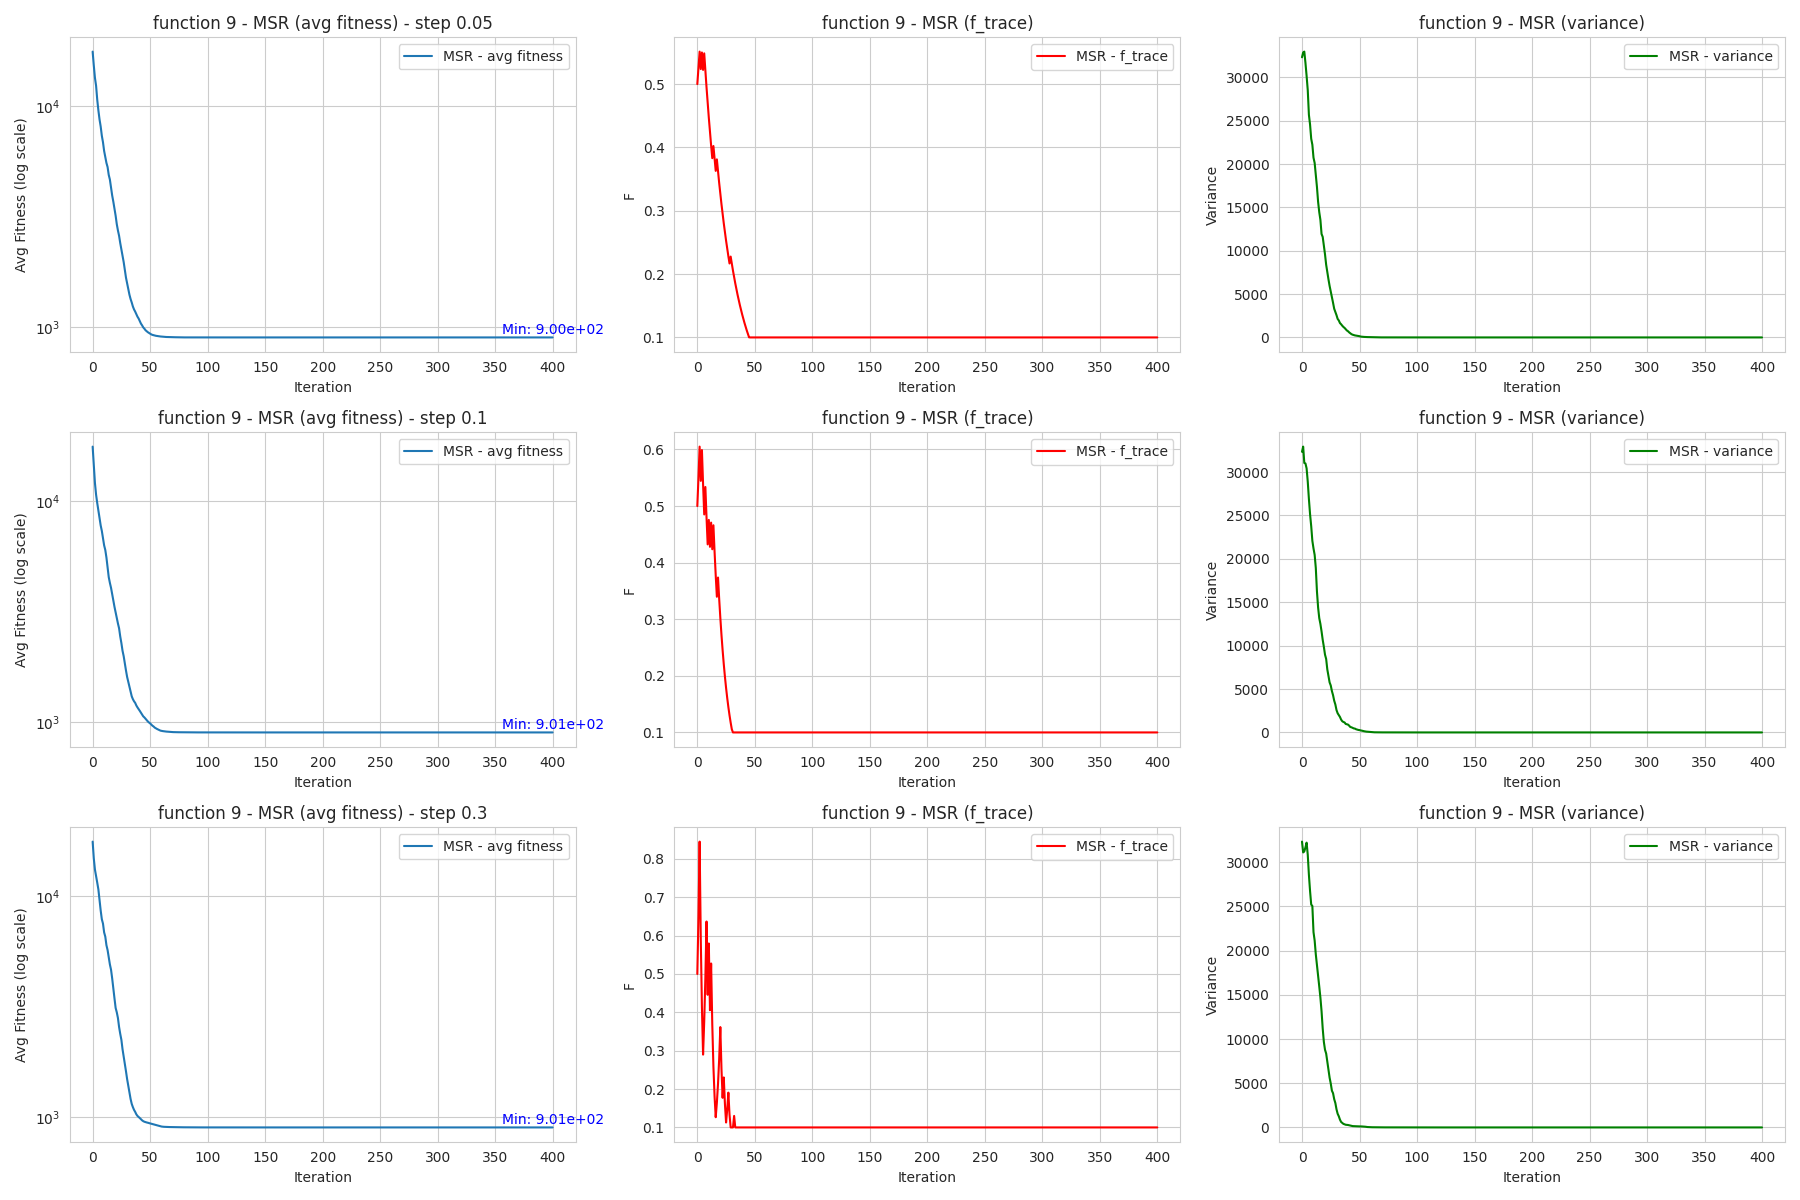 function 9 - MSR (avg fitness) - step 0.05
MSR - avg fitness
Avg Fitness (log scale)
10^4
10^3
Min: 9.00e+02
0 50 100 150 200 250 300 350 400
Iteration
function 9 - MSR (f_trace)
MSR - f_trace
F
0.5
0.4
0.3
0.2
0.1
0 50 100 150 200 250 300 350 400
Iteration
function 9 - MSR (variance)
MSR - variance
Variance
30000
25000
20000
15000
10000
5000
0
0 50 100 150 200 250 300 350 400
Iteration
function 9 - MSR (avg fitness) - step 0.1
MSR - avg fitness
Avg Fitness (log scale)
10^4
10^3
Min: 9.01e+02
0 50 100 150 200 250 300 350 400
Iteration
function 9 - MSR (f_trace)
MSR - f_trace
F
0.6
0.5
0.4
0.3
0.2
0.1
0 50 100 150 200 250 300 350 400
Iteration
function 9 - MSR (variance)
MSR - variance
Variance
30000
25000
20000
15000
10000
5000
0
0 50 100 150 200 250 300 350 400
Iteration
function 9 - MSR (avg fitness) - step 0.3
MSR - avg fitness
Avg Fitness (log scale)
10^4
10^3
Min: 9.01e+02
0 50 100 150 200 250 300 350 400
Iteration
function 9 - MSR (f_trace)
MSR - f_trace
F
0.8
0.7
0.6
0.5
0.4
0.3
0.2
0.1
0 50 100 150 200 250 300 350 400
Iteration
function 9 - MSR (variance)
MSR - variance
Variance
30000
25000
20000
15000
10000
5000
0
0 50 100 150 200 250 300 350 400
Iteration